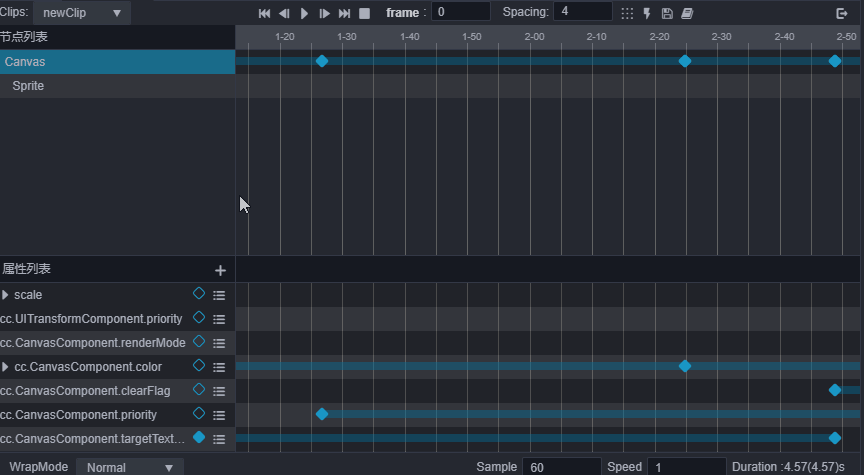 Clips: newClip frame : 0 Spacing: 4
节点列表 1-20 1-30 1-40 1-50 2-00 2-10 2-20 2-30 2-40 2-50
Canvas
Sprite
属性列表
scale
cc.UITransformComponent.priority
cc.CanvasComponent.renderMode
cc.CanvasComponent.color
cc.CanvasComponent.clearFlag
cc.CanvasComponent.priority
cc.CanvasComponent.targetText...
WrapMode Normal Sample 60 Speed 1 Duration :4.57(4.57)s